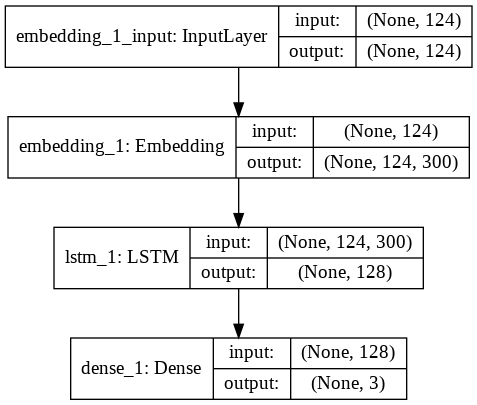 embedding_1_input: InputLayer
input: (None, 124)
output: (None, 124)
embedding_1: Embedding
input: (None, 124)
output: (None, 124, 300)
lstm_1: LSTM
input: (None, 124, 300)
output: (None, 128)
dense_1: Dense
input: (None, 128)
output: (None, 3)